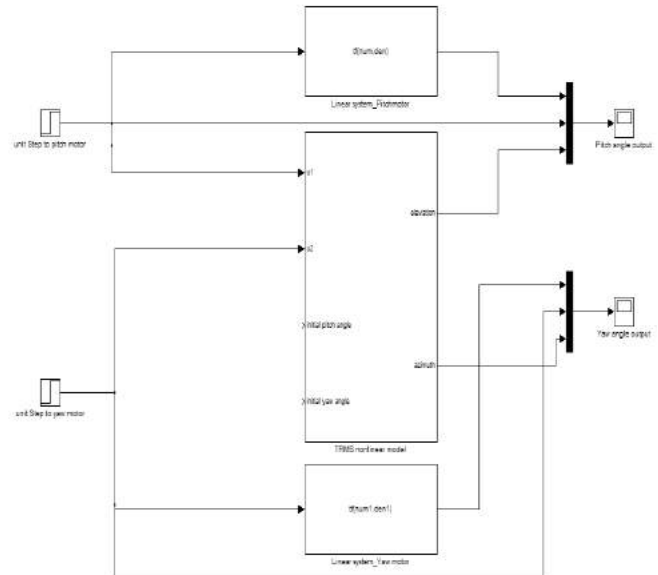 tf(num,den)
Linear system_Pitchmotor
unit Step to pitch motor
Pitch angle output
u1
elevation
u2
initial pitch angle
Yaw angle output
azimuth
unit Step to yaw motor
initial yaw angle
TRMS nonlinear model
tf(num1,den1)
Linear system_Yaw motor